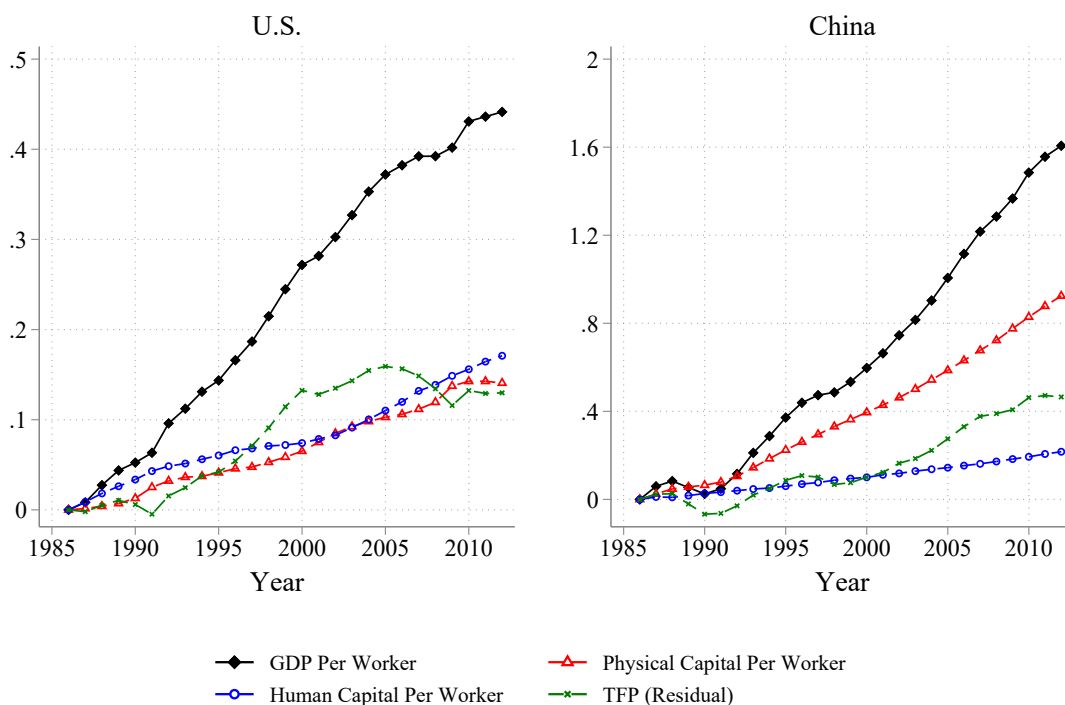 U.S.
China
.5
.4
.3
.2
.1
0
1985 1990 1995 2000 2005 2010
Year
2
1.6
1.2
.8
.4
0
1985 1990 1995 2000 2005 2010
Year
GDP Per Worker
Physical Capital Per Worker
Human Capital Per Worker
TFP (Residual)